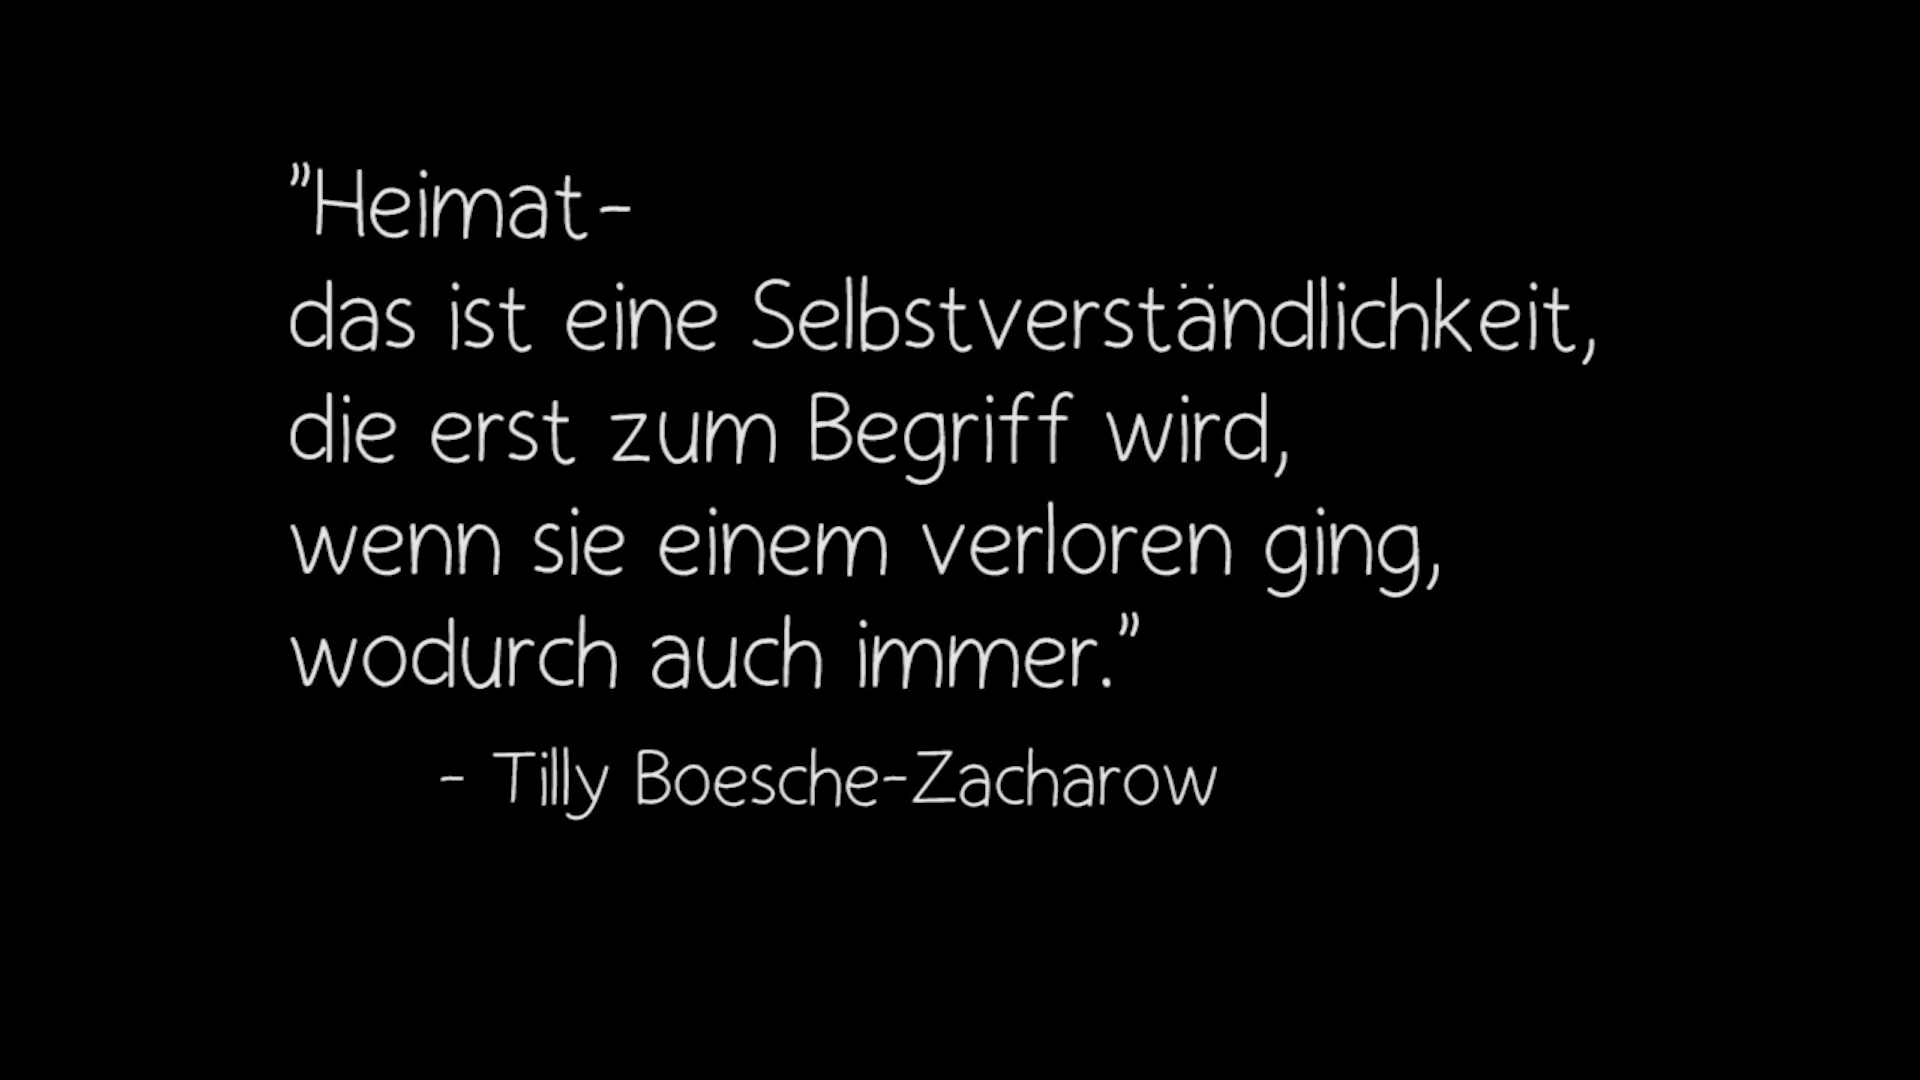 ”Heimat-
das ist eine Selbstverständlichkeit,
die erst zum Begriff wird,
wenn sie einem verloren ging,
wodurch auch immer.”
- Tilly Boesche-Zacharow